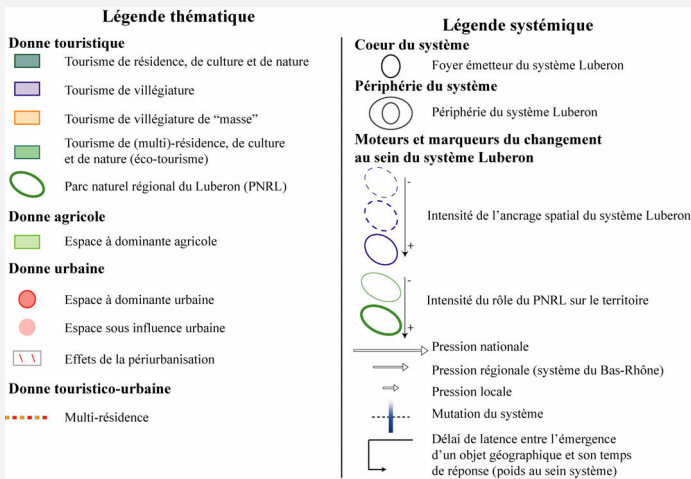 Légende thématique
Donne touristique
Tourisme de résidence, de culture et de nature
Tourisme de villégiature
Tourisme de villégiature de “masse”
Tourisme de (multi)-résidence, de culture
et de nature (éco-tourisme)
Parc naturel régional du Luberon (PNRL)
Donne agricole
Espace à dominante agricole
Donne urbaine
Espace à dominante urbaine
Espace sous influence urbaine
Effets de la périurbanisation
Donne touristico-urbaine
Multi-résidence
Légende systémique
Coeur du système
Foyer émetteur du système Luberon
Périphérie du système
Périphérie du système Luberon
Moteurs et marqueurs du changement
au sein du système Luberon
-
Intensité de l’ancrage spatial du système Luberon
+
-
Intensité du rôle du PNRL sur le territoire
+
Pression nationale
Pression régionale (système du Bas-Rhône)
Pression locale
Mutation du système
Délai de latence entre l’émergence
d’un objet géographique et son temps
de réponse (poids au sein système)